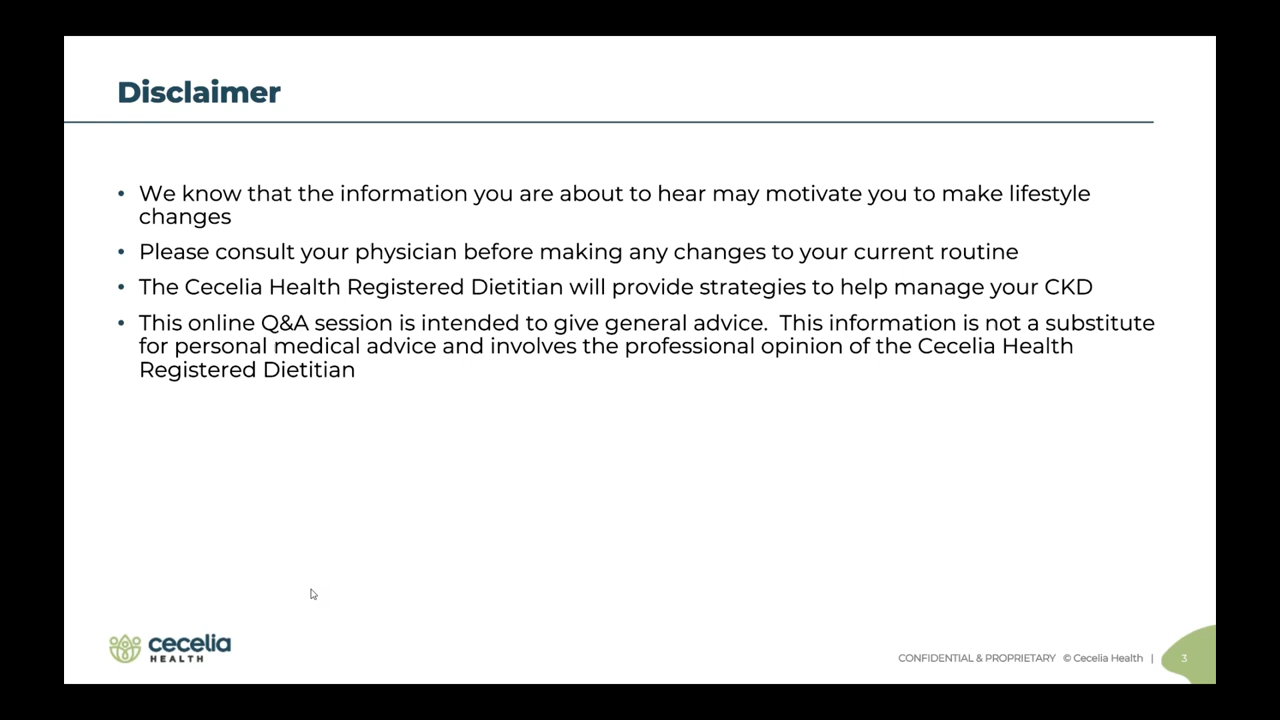 Disclaimer
• We know that the information you are about to hear may motivate you to make lifestyle
changes
• Please consult your physician before making any changes to your current routine
• The Cecelia Health Registered Dietitian will provide strategies to help manage your CKD
• This online Q&A session is intended to give general advice.  This information is not a substitute
for personal medical advice and involves the professional opinion of the Cecelia Health
Registered Dietitian
cecelia
HEALTH
CONFIDENTIAL & PROPRIETARY © Cecelia Health | 3